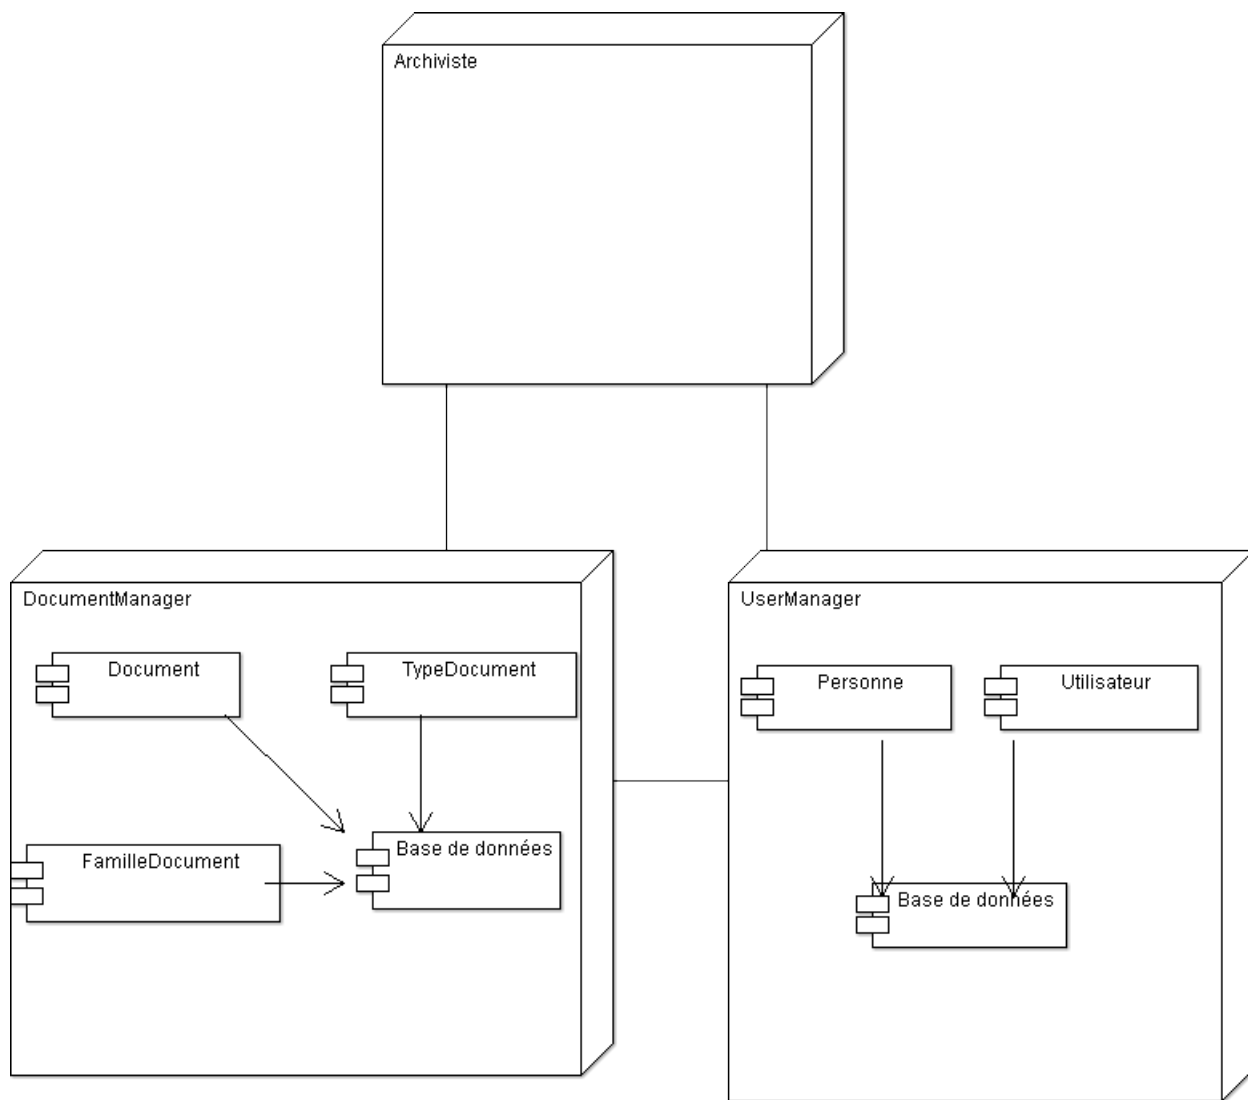 Archiviste
DocumentManager
Document
TypeDocument
FamilleDocument
Base de données
UserManager
Personne
Utilisateur
Base de données